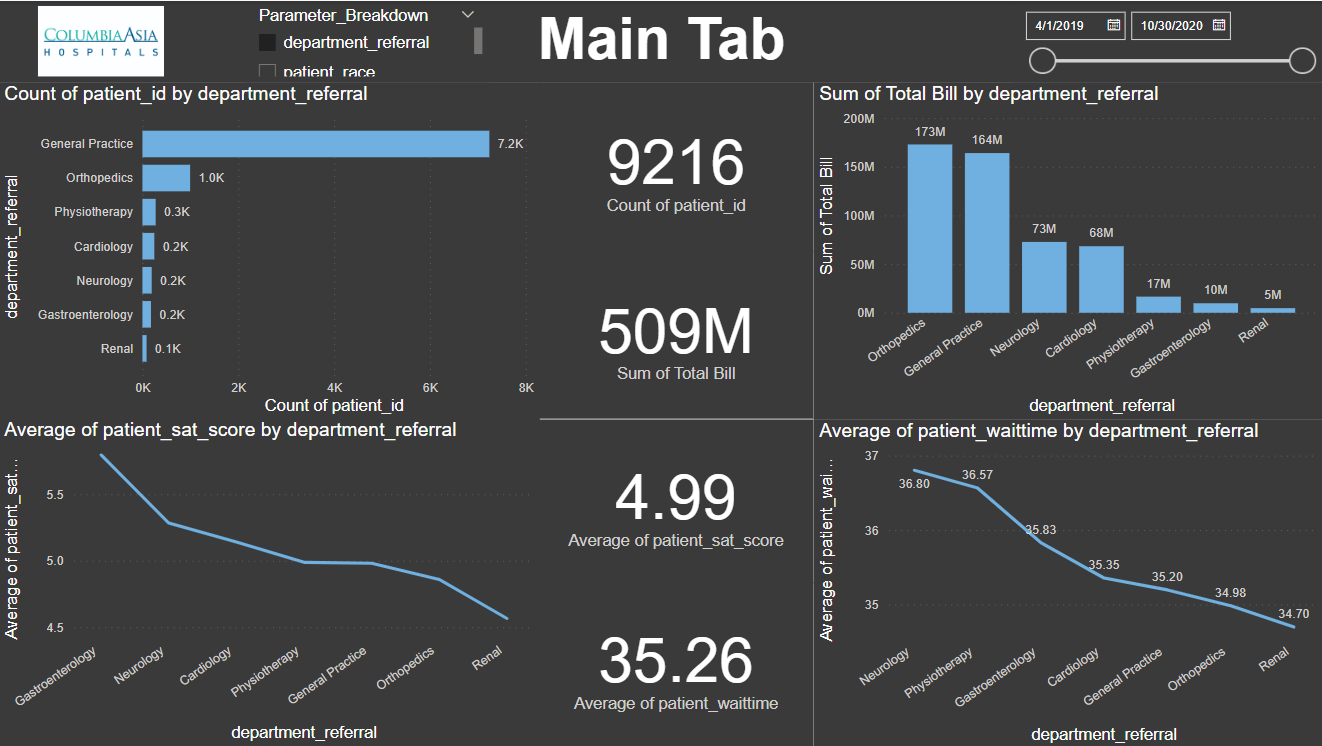 COLUMBIAASIA
HOSPITALS
Parameter_Breakdown
department_referral
patient_race
Main Tab
4/1/2019
10/30/2020
Count of patient_id by department_referral
department_referral
General Practice
7.2K
Orthopedics
1.0K
Physiotherapy
0.3K
Cardiology
0.2K
Neurology
0.2K
Gastroenterology
0.2K
Renal
0.1K
0K
2K
4K
6K
8K
Count of patient_id
9216
Count of patient_id
509M
Sum of Total Bill
Sum of Total Bill by department_referral
Sum of Total Bill
200M
150M
100M
50M
0M
173M
164M
73M
68M
17M
10M
5M
Orthopedics
General Practice
Neurology
Cardiology
Physiotherapy
Gastroenterology
Renal
department_referral
Average of patient_sat_score by department_referral
Average of patient_sat...
5.5
5.0
4.5
Gastroenterology
Neurology
Cardiology
Physiotherapy
General Practice
Orthopedics
Renal
department_referral
4.99
Average of patient_sat_score
35.26
Average of patient_waittime
Average of patient_waittime by department_referral
Average of patient_wai...
37
36
35
36.80
36.57
35.83
35.35
35.20
34.98
34.70
Neurology
Physiotherapy
Gastroenterology
Cardiology
General Practice
Orthopedics
Renal
department_referral